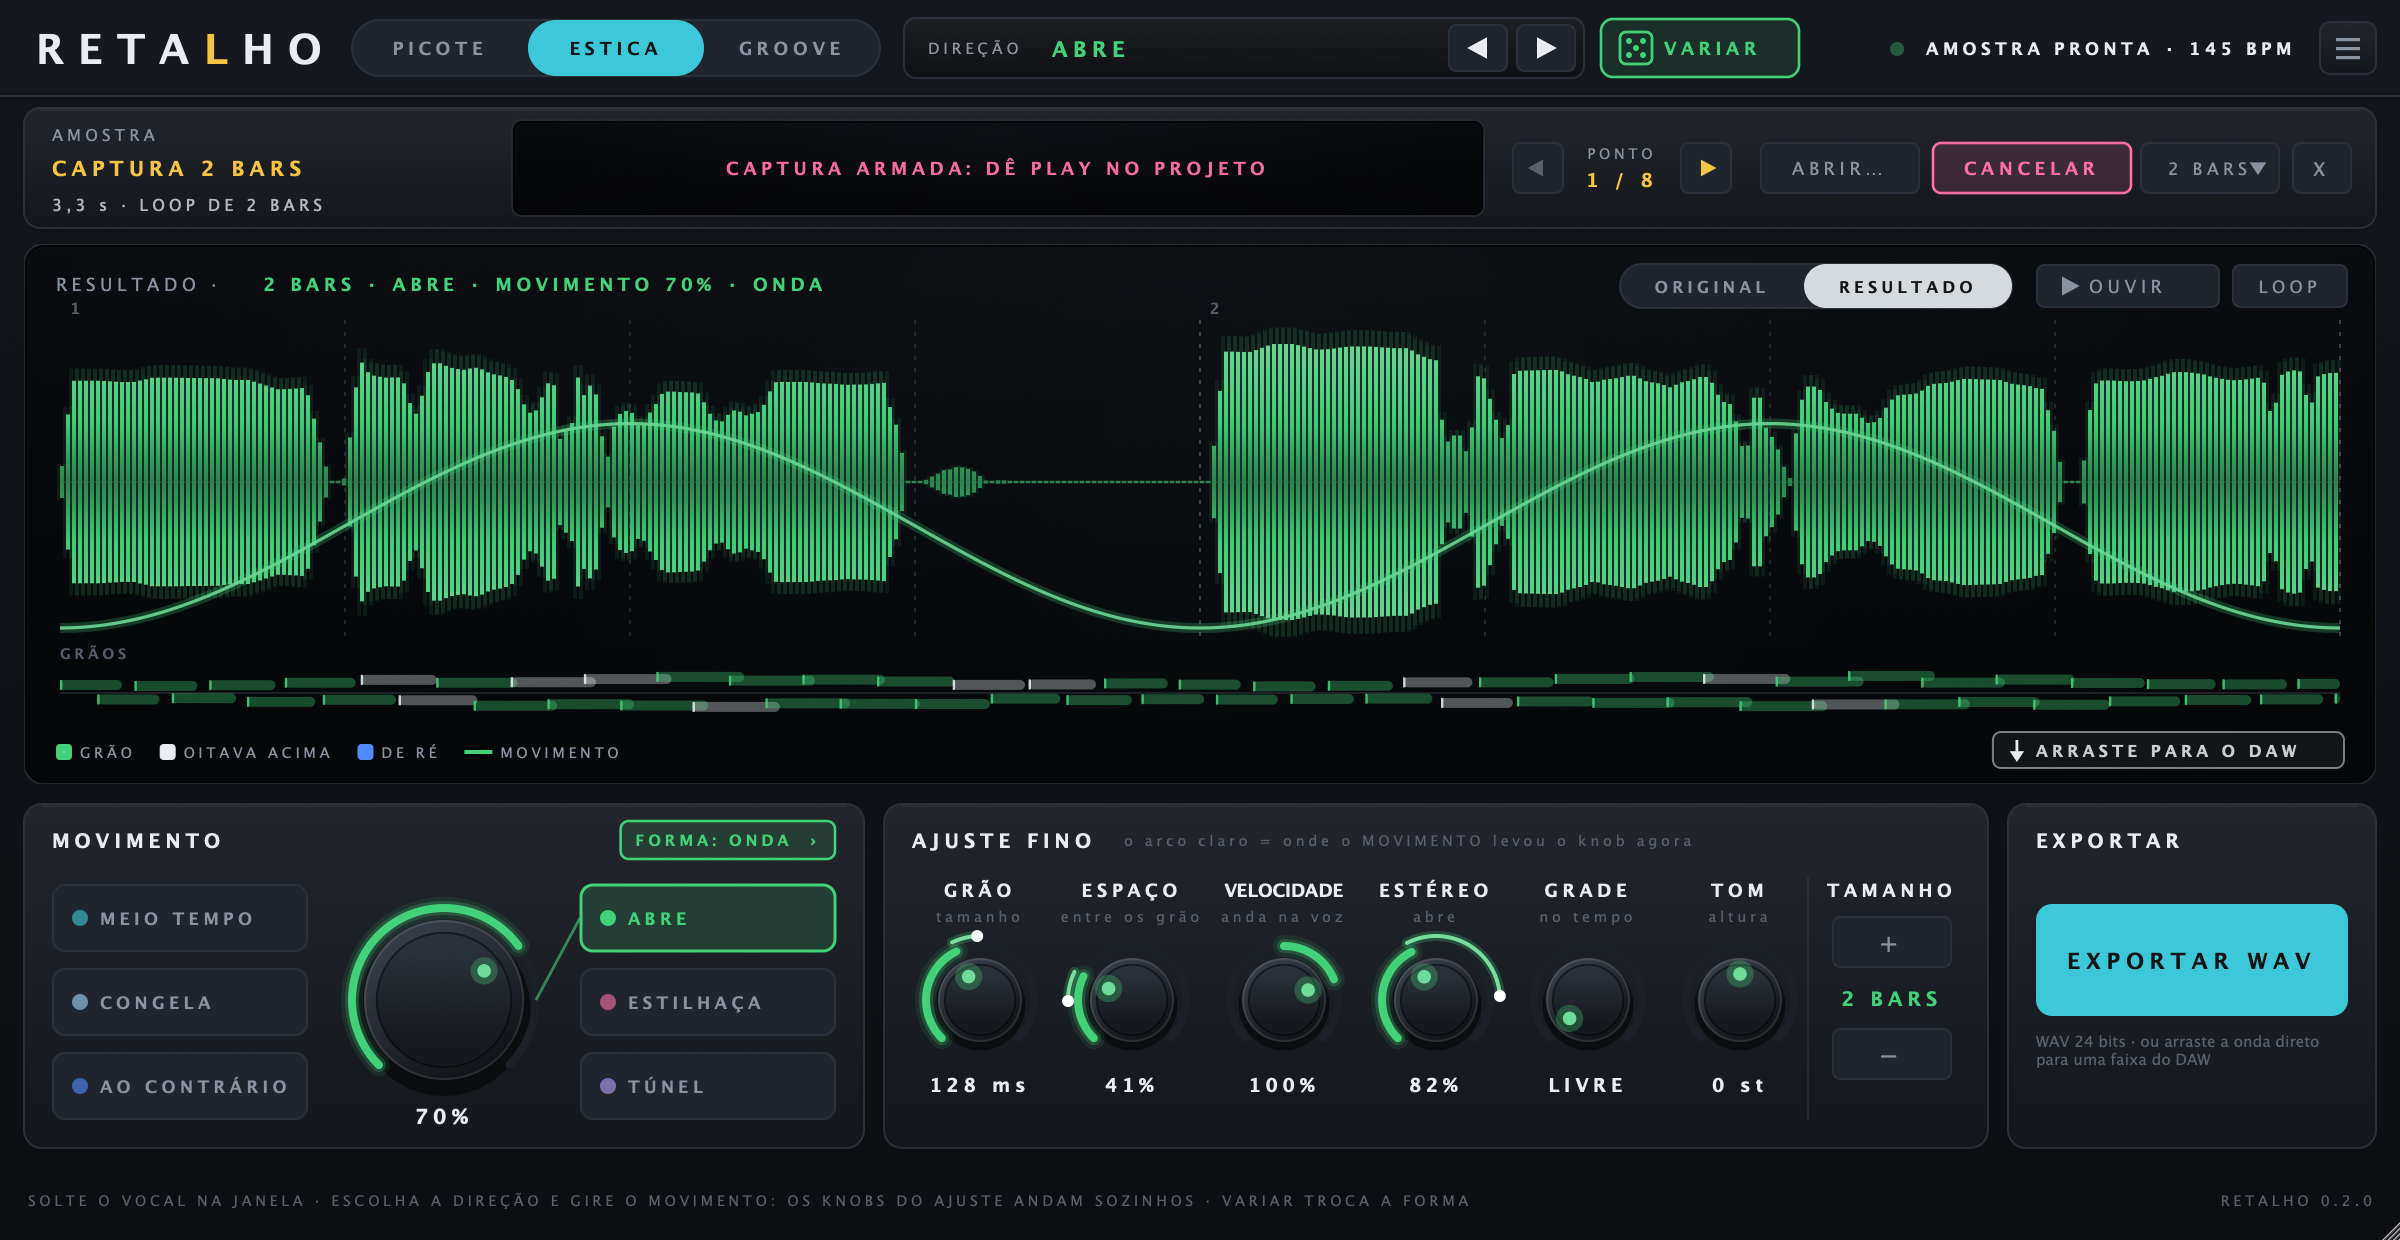 RETALHO
PICOTE
ESTICA
GROOVE
DIREÇÃO
ABRE
VARIAR
AMOSTRA PRONTA · 145 BPM
AMOSTRA
CAPTURA 2 BARS
3,3 s · LOOP DE 2 BARS
CAPTURA ARMADA: DÊ PLAY NO PROJETO
PONTO
1 / 8
ABRIR...
CANCELAR
2 BARS
X
RESULTADO · 2 BARS · ABRE · MOVIMENTO 70% · ONDA
ORIGINAL
RESULTADO
OUVIR
LOOP
1
2
GRÃOS
GRÃO
OITAVA ACIMA
DE RÉ
MOVIMENTO
ARRASTE PARA O DAW
MOVIMENTO
FORMA: ONDA ›
MEIO TEMPO
CONGELA
AO CONTRÁRIO
ABRE
ESTILHAÇA
TÚNEL
70%
AJUSTE FINO
o arco claro = onde o MOVIMENTO levou o knob agora
GRÃO
tamanho
128 ms
ESPAÇO
entre os grão
41%
VELOCIDADE
anda na voz
100%
ESTÉREO
abre
82%
GRADE
no tempo
LIVRE
TOM
altura
0 st
TAMANHO
+
2 BARS
−
EXPORTAR
EXPORTAR WAV
WAV 24 bits · ou arraste a onda direto
para uma faixa do DAW
SOLTE O VOCAL NA JANELA · ESCOLHA A DIREÇÃO E GIRE O MOVIMENTO: OS KNOBS DO AJUSTE ANDAM SOZINHOS · VARIAR TROCA A FORMA
RETALHO 0.2.0